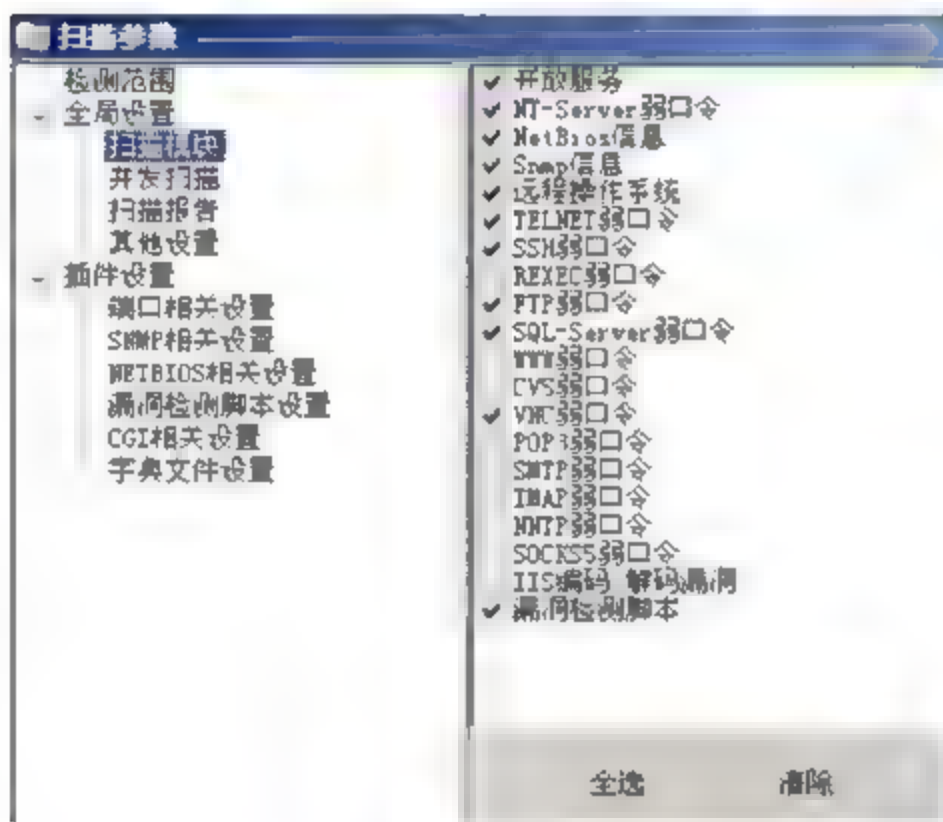 扫描参数
检测范围
全局设置
扫描模块
并发扫描
扫描报告
其他设置
插件设置
端口相关设置
SNMP相关设置
NETBIOS相关设置
漏洞检测脚本设置
CGI相关设置
字典文件设置
开放服务
NT-Server弱口令
NetBios信息
Snmp信息
远程操作系统
TELNET弱口令
SSH弱口令
REXEC弱口令
FTP弱口令
SQL-Server弱口令
WWW弱口令
CVS弱口令
VNC弱口令
POP3弱口令
SMTP弱口令
IMAP弱口令
NNTP弱口令
SOCKS5弱口令
IIS编码 解码漏洞
漏洞检测脚本
全选 清除